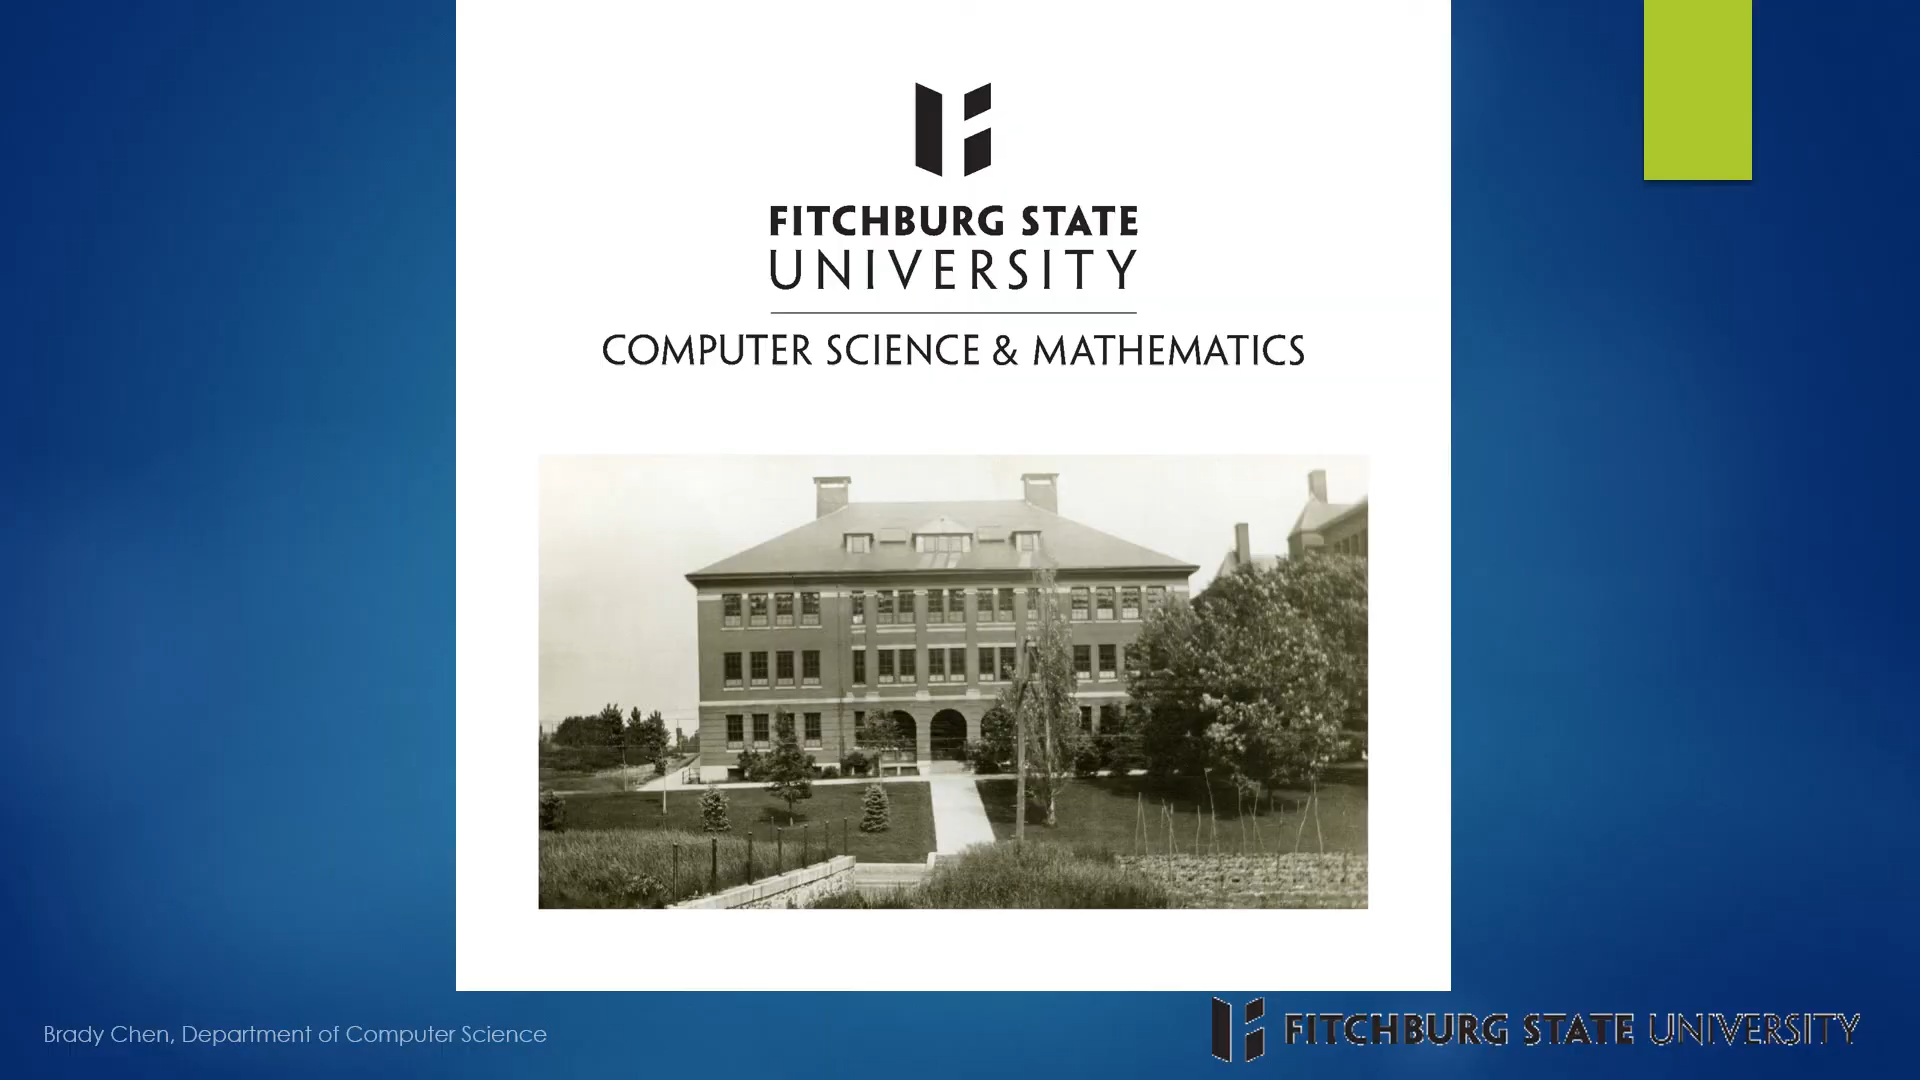 FITCHBURG STATE
UNIVERSITY
COMPUTER SCIENCE & MATHEMATICS
Brady Chen, Department of Computer Science
FITCHBURG STATE UNIVERSITY